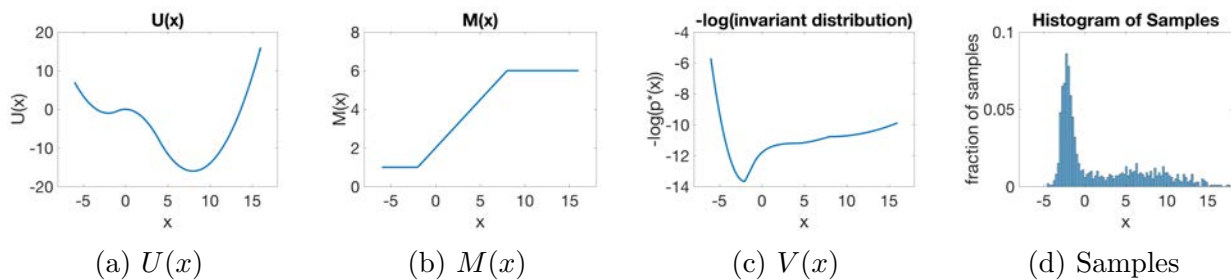 U(x)
20
10
0
-10
-20
U(x)
-5 0 5 10 15
x
(a) U(x)
M(x)
8
6
4
2
0
M(x)
-5 0 5 10 15
x
(b) M(x)
-log(invariant distribution)
-4
-6
-8
-10
-12
-14
-log(p*(x))
-5 0 5 10 15
x
(c) V(x)
Histogram of Samples
0.1
0.05
0
fraction of samples
-5 0 5 10 15
x
(d) Samples